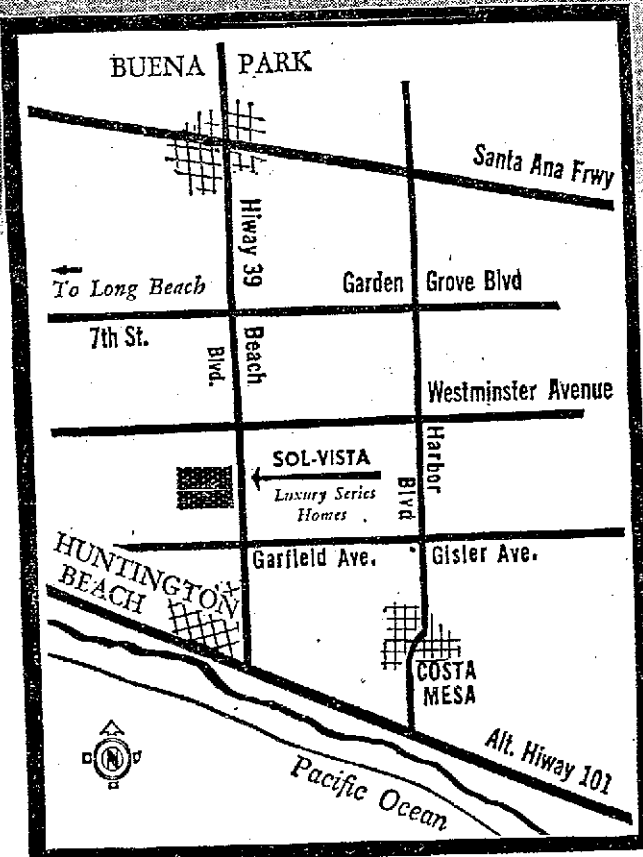 BUENA PARK
Santa Ana Frwy
Hiway 39
To Long Beach
Garden Grove Blvd
7th St.
Beach Blvd.
Westminster Avenue
SOL-VISTA
Luxury Series
Homes
Harbor Blvd
Garfield Ave.
Gisler Ave.
HUNTINGTON
BEACH
COSTA
MESA
Alt. Hiway 101
Pacific Ocean
N